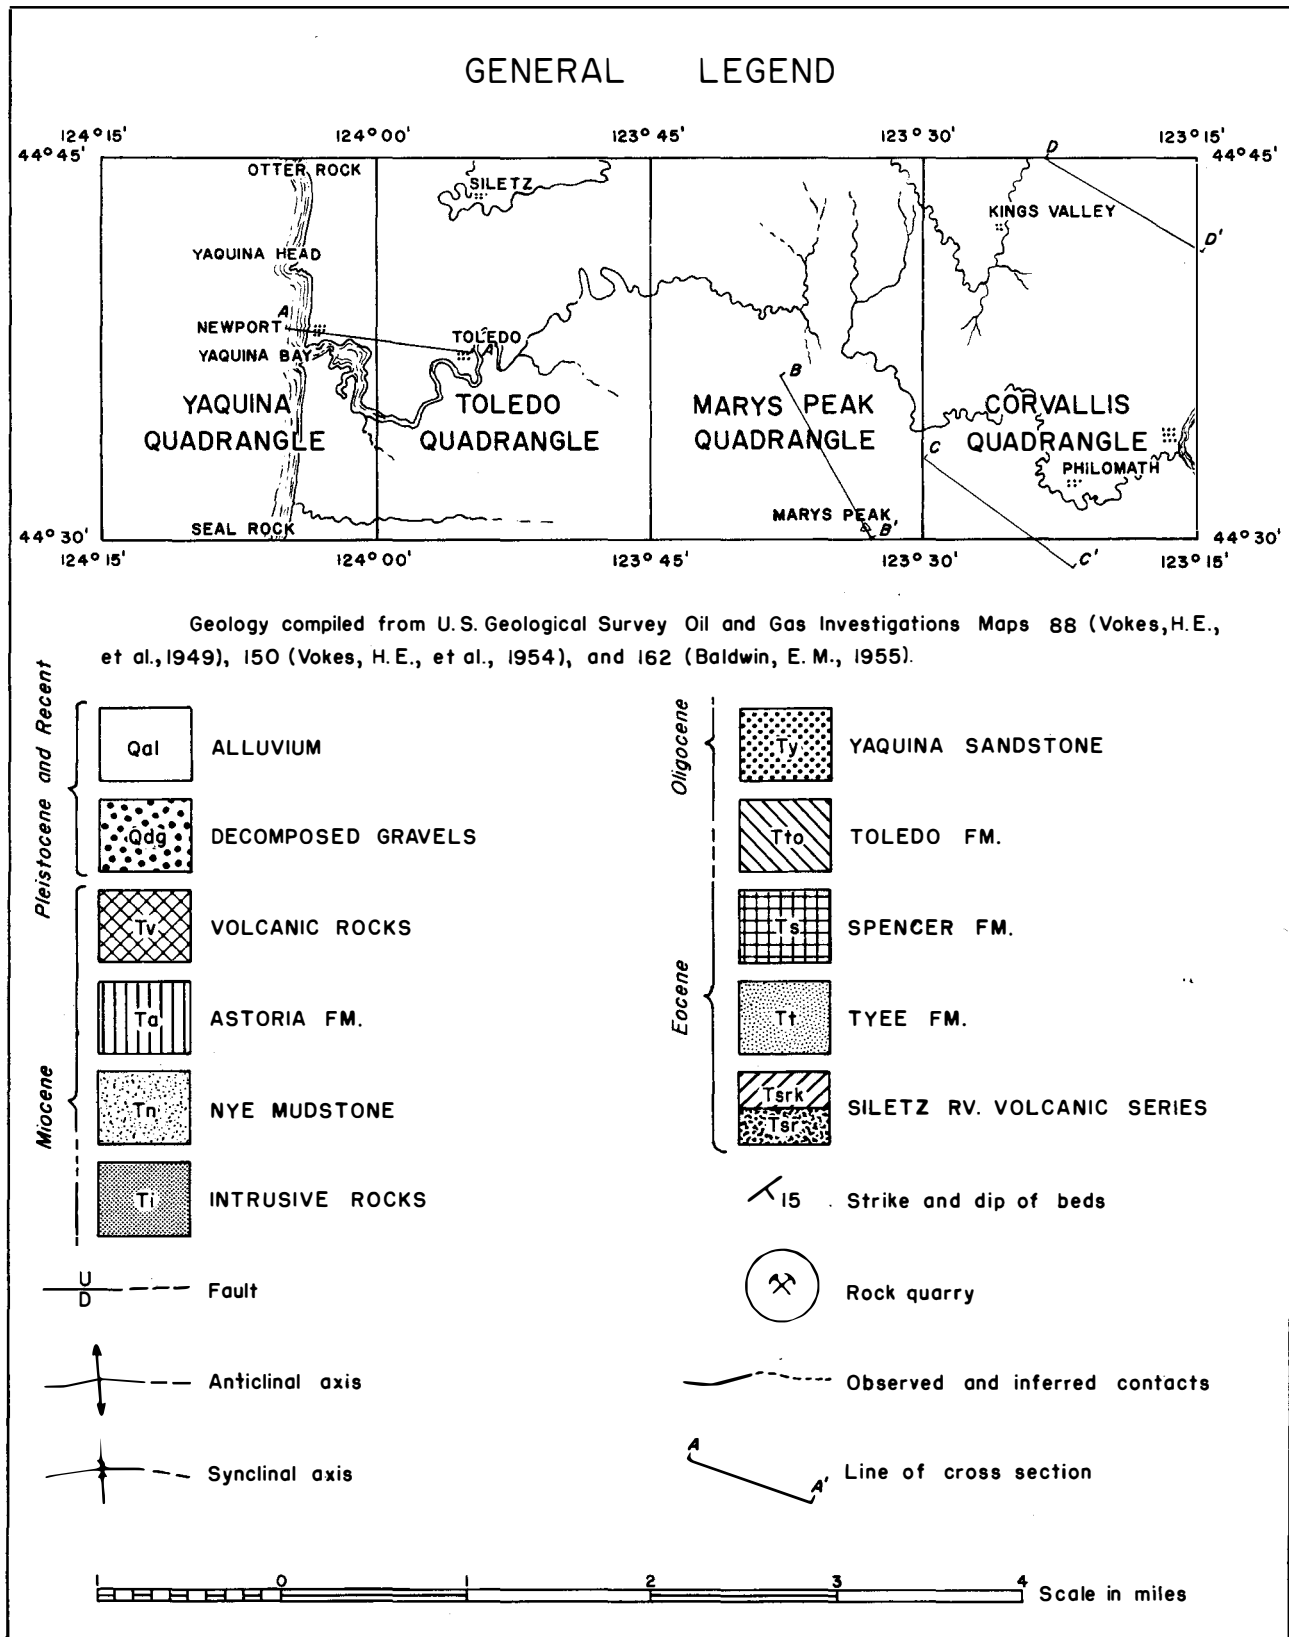 GENERAL LEGEND
124° 15' 124° 00' 123° 45' 123° 30' 123° 15'
44° 45' 44° 45'
OTTER ROCK
SILETZ
D
KINGS VALLEY
D'
YAQUINA HEAD
A
NEWPORT
TOLEDO
A'
YAQUINA BAY
B
YAQUINA
QUADRANGLE
TOLEDO
QUADRANGLE
MARYS PEAK
QUADRANGLE
CORVALLIS
QUADRANGLE
C
PHILOMATH
MARYS PEAK
B'
SEAL ROCK
C'
44° 30' 44° 30'
124° 15' 124° 00' 123° 45' 123° 30' 123° 15'
Geology compiled from U.S. Geological Survey Oil and Gas Investigations Maps 88 (Vokes, H.E.,
et al., 1949), 150 (Vokes, H.E., et al., 1954), and 162 (Baldwin, E.M., 1955).
Pleistocene and Recent
Qal ALLUVIUM
Qdg DECOMPOSED GRAVELS
Miocene
Tv VOLCANIC ROCKS
Ta ASTORIA FM.
Tn NYE MUDSTONE
Ti INTRUSIVE ROCKS
U
D
Fault
Anticlinal axis
Synclinal axis
Oligocene
Ty YAQUINA SANDSTONE
Tto TOLEDO FM.
Eocene
Ts SPENCER FM.
Tt TYEE FM.
Tsrk
Tsr
SILETZ RV. VOLCANIC SERIES
15 Strike and dip of beds
Rock quarry
Observed and inferred contacts
A
A'
Line of cross section
1 0 1 2 3 4 Scale in miles